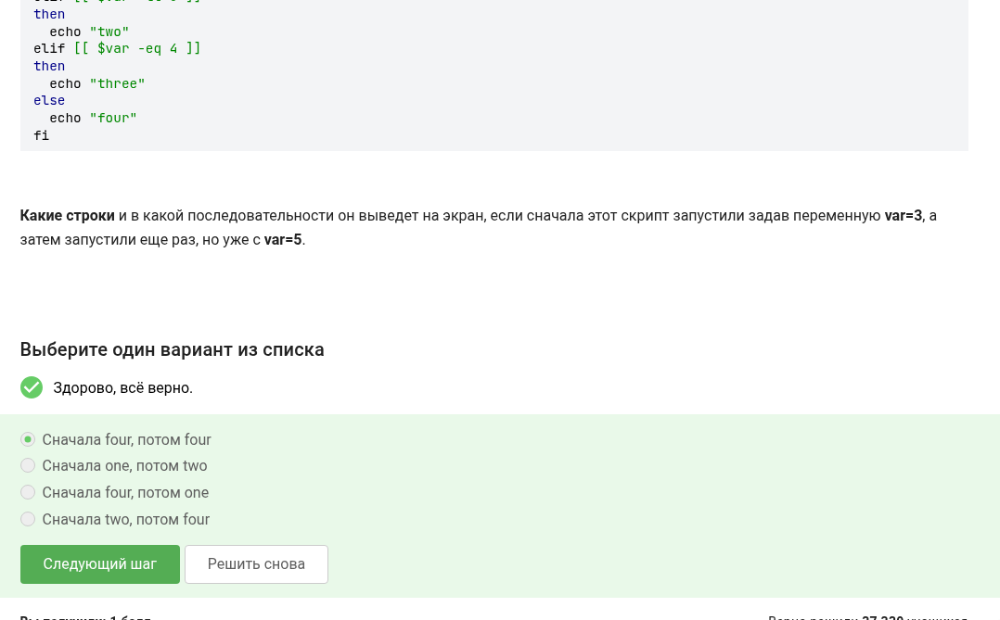 then
echo "two"
elif [[ $var -eq 4 ]]
then
echo "three"
else
echo "four"
fi
Какие строки и в какой последовательности он выведет на экран, если сначала этот скрипт запустили задав переменную var=3, а
затем запустили еще раз, но уже с var=5.
Выберите один вариант из списка
Здорово, всё верно.
Сначала four, потом four
Сначала one, потом two
Сначала four, потом one
Сначала two, потом four
Следующий шаг
Решить снова